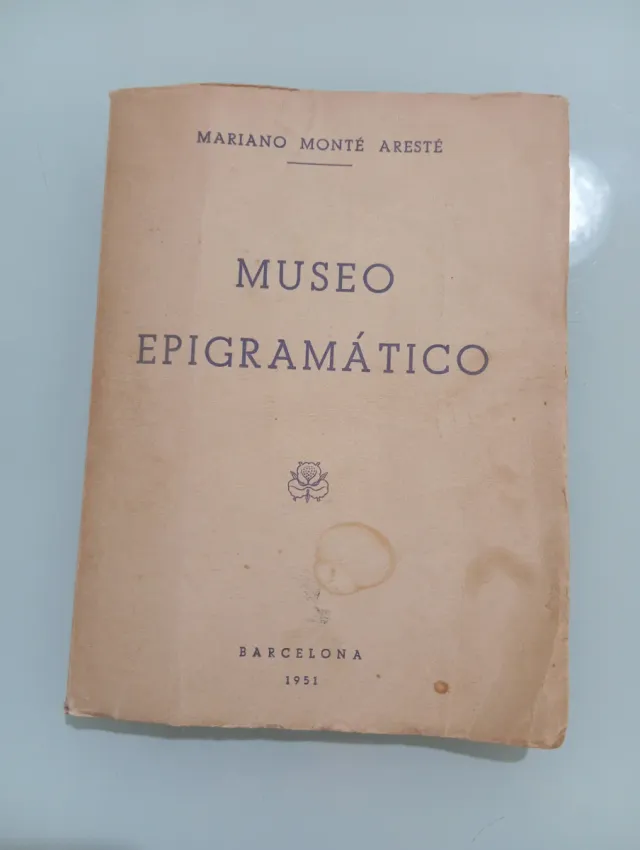 MARIANO MONTÉ ARESTÉ
MUSEO
EPIGRAMÁTICO
BARCELONA
1951